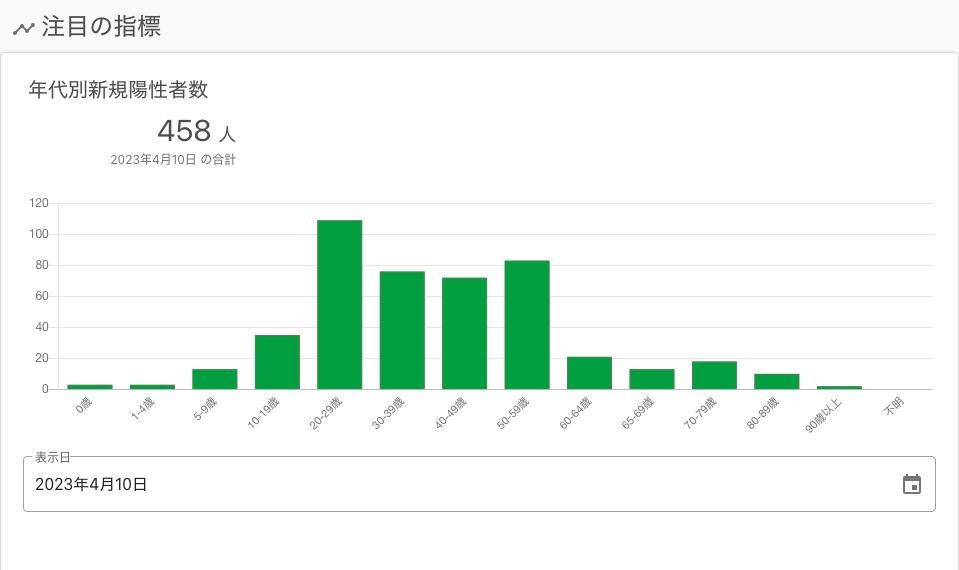 注目の指標
年代別新規陽性者数
458 人
2023年4月10日 の合計
120
100
80
60
40
20
0
0歳
1-4歳
5-9歳
10-19歳
20-29歳
30-39歳
40-49歳
50-59歳
60-64歳
65-69歳
70-79歳
80-89歳
90歳以上
不明
表示日
2023年4月10日